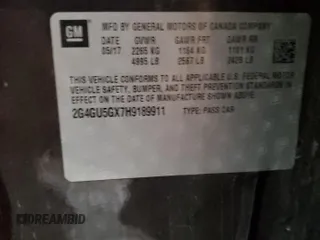 GM
MFD BY GENERAL MOTORS OF CANADA COMPANY
DATE GVWR GAWR FRT GAWR RR
05/17 2265 KG 1164 KG 1101 KG
4995 LB 2567 LB 2429 LB
THIS VEHICLE CONFORMS TO ALL APPLICABLE U.S. FEDERAL MOTOR
VEHICLE SAFETY, BUMPER, AND THEFT PREVENTION STANDARDS IN
EFFECT ON THE DATE OF MANUFACTURE SHOWN ABOVE.
2G4GU5GX7H9189911
TYPE: PASS CAR
IDREAMBID